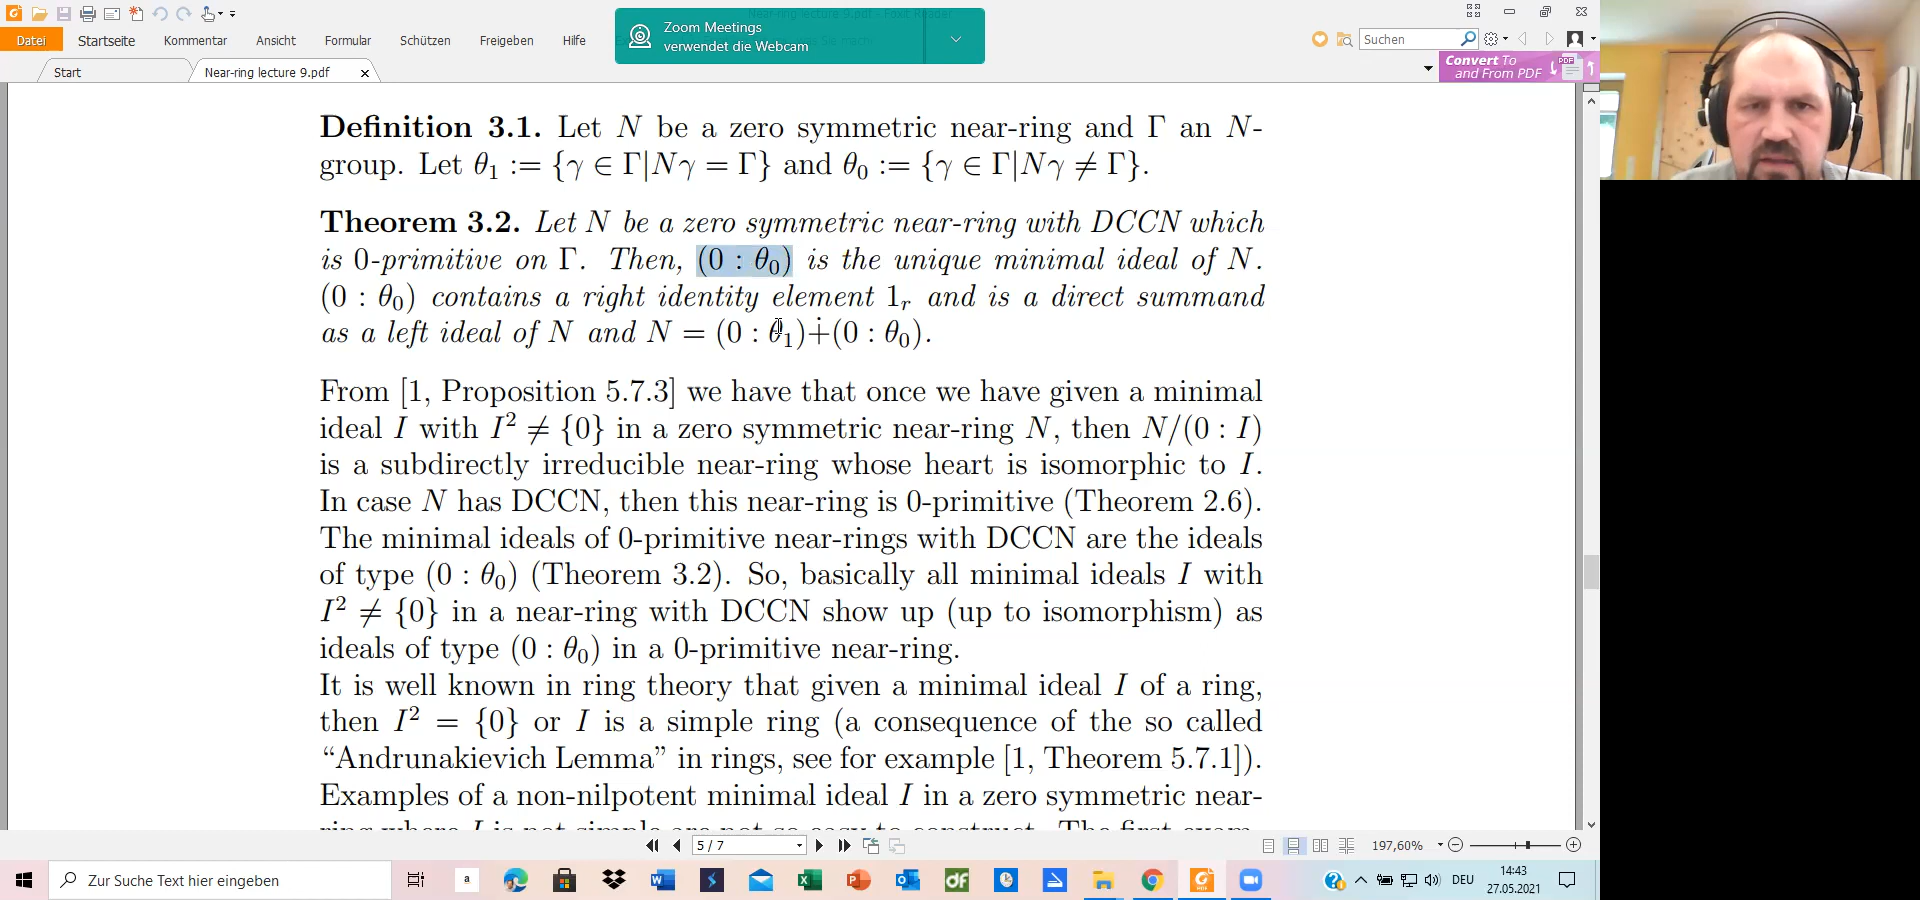 Zoom Meetings
verwendet die Webcam
Datei Startseite Kommentar Ansicht Formular Schützen Freigeben Hilfe Suchen
Start Near-ring lecture 9.pdf
Convert To
and From PDF
PDF
Definition 3.1. Let N be a zero symmetric near-ring and Γ an N-
group. Let θ₁ := {γ ∈ Γ|Nγ = Γ} and θ₀ := {γ ∈ Γ|Nγ ≠ Γ}.
Theorem 3.2. Let N be a zero symmetric near-ring with DCCN which
is 0-primitive on Γ. Then, (0 : θ₀) is the unique minimal ideal of N.
(0 : θ₀) contains a right identity element 1ᵣ and is a direct summand
as a left ideal of N and N = (0 : θ₁)∔(0 : θ₀).
From [1, Proposition 5.7.3] we have that once we have given a minimal
ideal I with I² ≠ {0} in a zero symmetric near-ring N, then N/(0 : I)
is a subdirectly irreducible near-ring whose heart is isomorphic to I.
In case N has DCCN, then this near-ring is 0-primitive (Theorem 2.6).
The minimal ideals of 0-primitive near-rings with DCCN are the ideals
of type (0 : θ₀) (Theorem 3.2). So, basically all minimal ideals I with
I² ≠ {0} in a near-ring with DCCN show up (up to isomorphism) as
ideals of type (0 : θ₀) in a 0-primitive near-ring.
It is well known in ring theory that given a minimal ideal I of a ring,
then I² = {0} or I is a simple ring (a consequence of the so called
“Andrunakievich Lemma” in rings, see for example [1, Theorem 5.7.1]).
Examples of a non-nilpotent minimal ideal I in a zero symmetric near-
5 / 7 197,60%
Zur Suche Text hier eingeben
DEU
14:43
27.05.2021